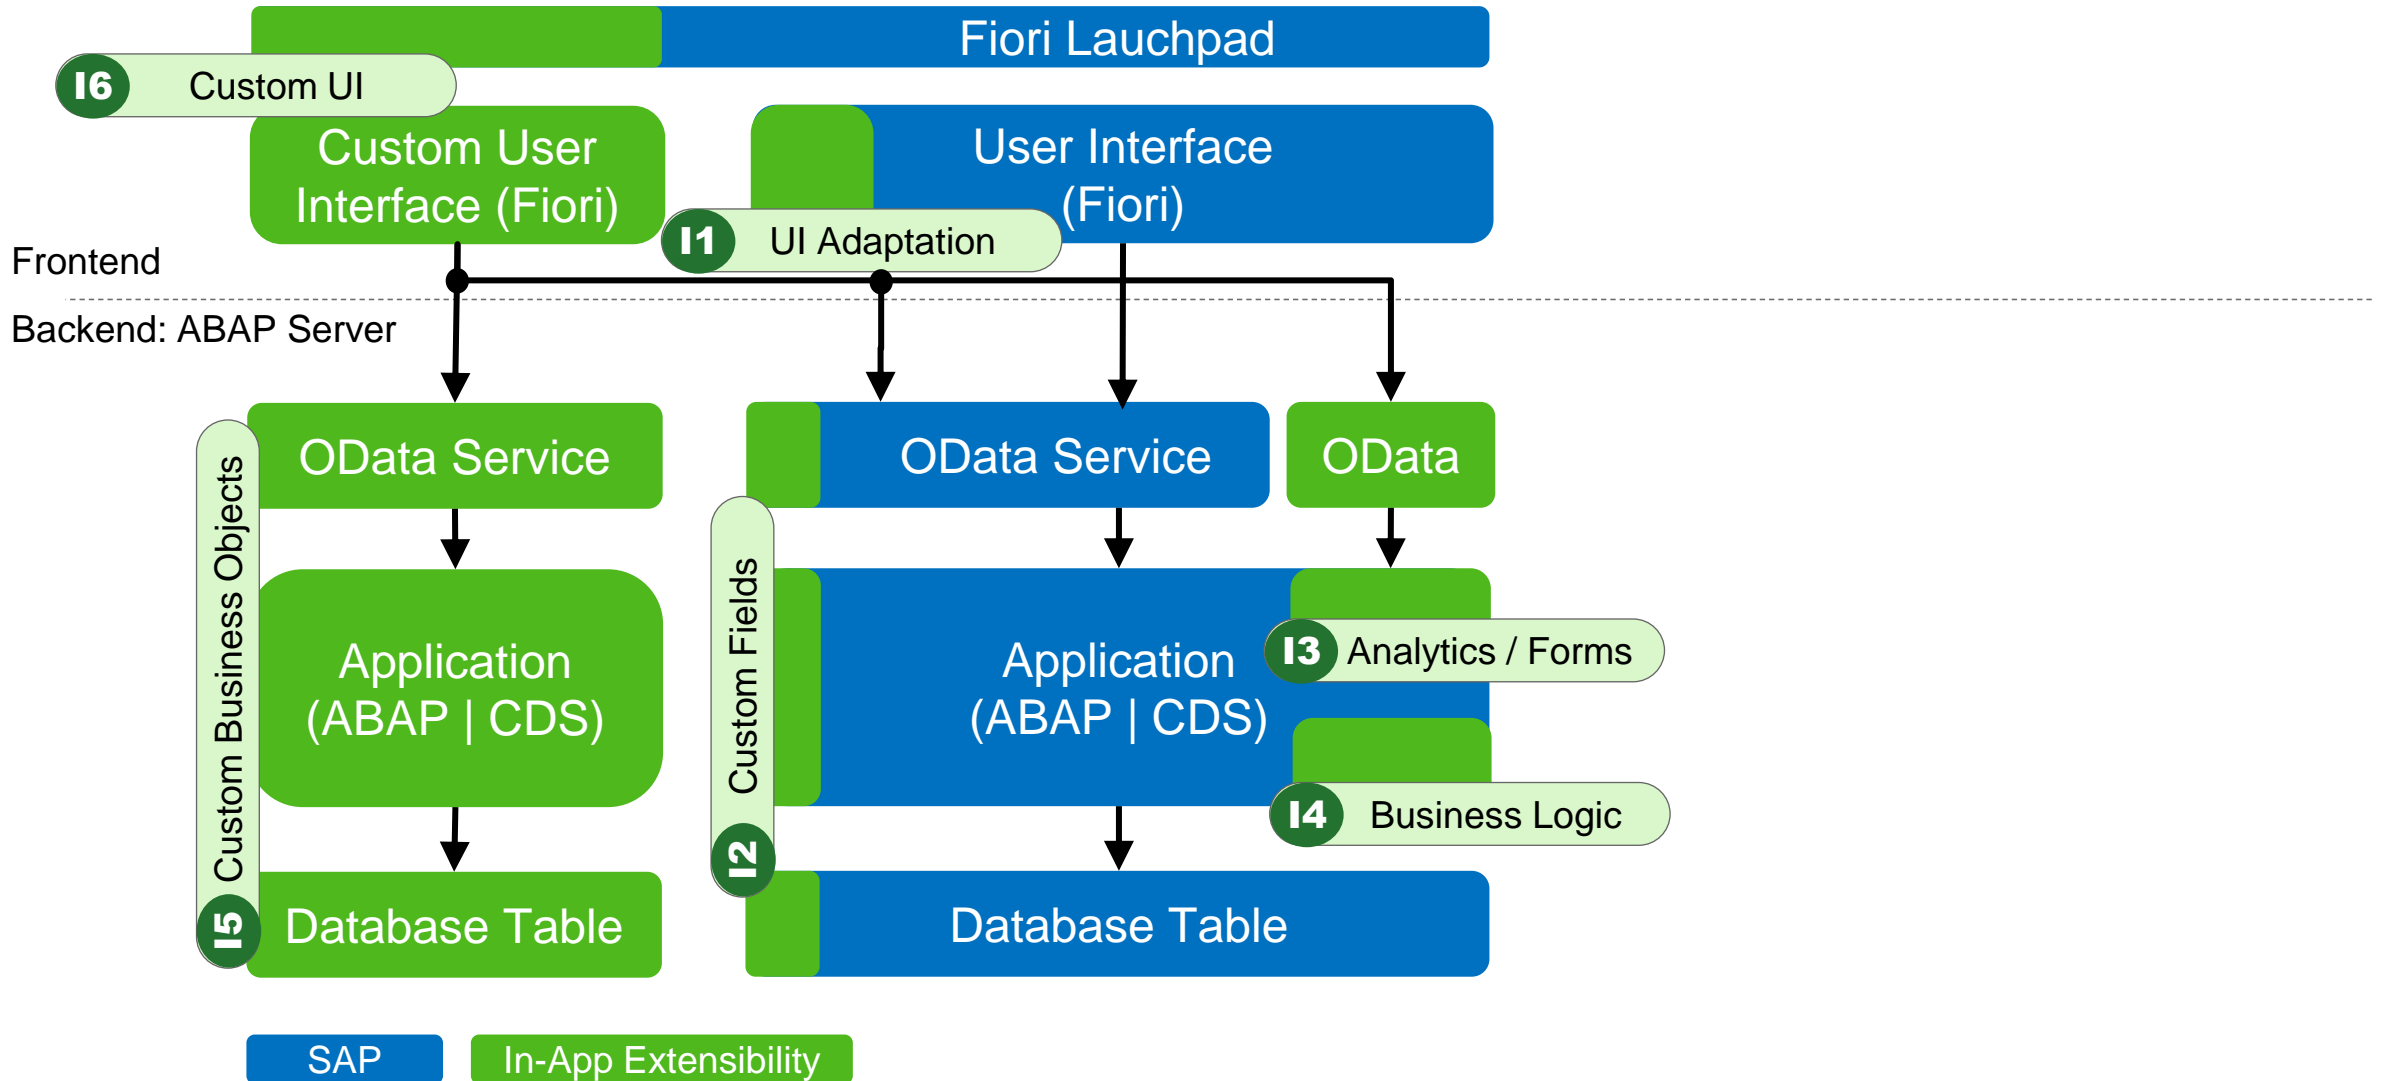 Fiori Lauchpad
I6 Custom UI
Custom User
Interface (Fiori)
User Interface
(Fiori)
I1 UI Adaptation
Frontend
Backend: ABAP Server
OData Service
OData Service
OData
I5 Custom Business Objects
Application
(ABAP | CDS)
I2 Custom Fields
Application
(ABAP | CDS)
I3 Analytics / Forms
I4 Business Logic
Database Table
Database Table
SAP
In-App Extensibility